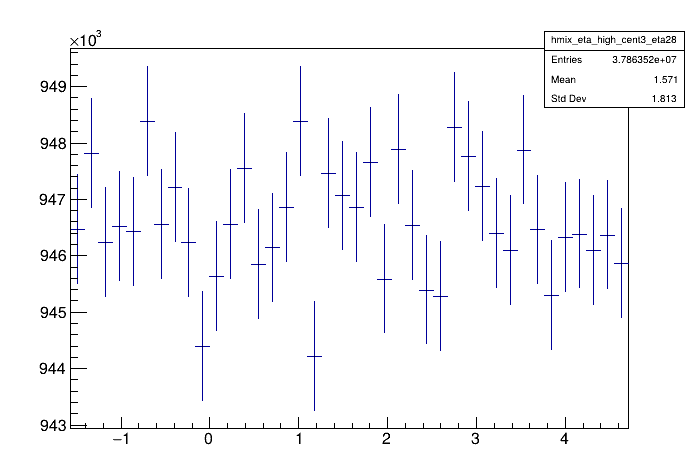 ×10³
hmix_eta_high_cent3_eta28
Entries 3.786352e+07
Mean 1.571
Std Dev 1.813
949
948
947
946
945
944
943
−1 0 1 2 3 4